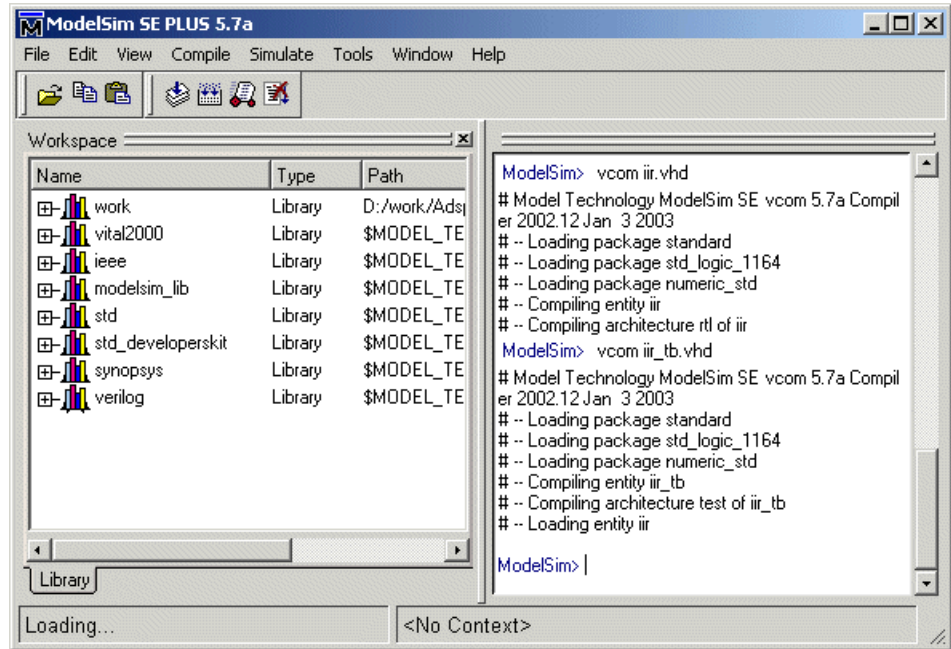 ModelSim SE PLUS 5.7a
File Edit View Compile Simulate Tools Window Help
Workspace
Name Type Path
work Library D:/work/Ads
vital2000 Library $MODEL_TE
ieee Library $MODEL_TE
modelsim_lib Library $MODEL_TE
std Library $MODEL_TE
std_developerskit Library $MODEL_TE
synopsys Library $MODEL_TE
verilog Library $MODEL_TE
Library
ModelSim> vcom iir.vhd
# Model Technology ModelSim SE vcom 5.7a Compil
er 2002.12 Jan 3 2003
# -- Loading package standard
# -- Loading package std_logic_1164
# -- Loading package numeric_std
# -- Compiling entity iir
# -- Compiling architecture rtl of iir
ModelSim> vcom iir_tb.vhd
# Model Technology ModelSim SE vcom 5.7a Compil
er 2002.12 Jan 3 2003
# -- Loading package standard
# -- Loading package std_logic_1164
# -- Loading package numeric_std
# -- Compiling entity iir_tb
# -- Compiling architecture test of iir_tb
# -- Loading entity iir
ModelSim>
Loading... <No Context>